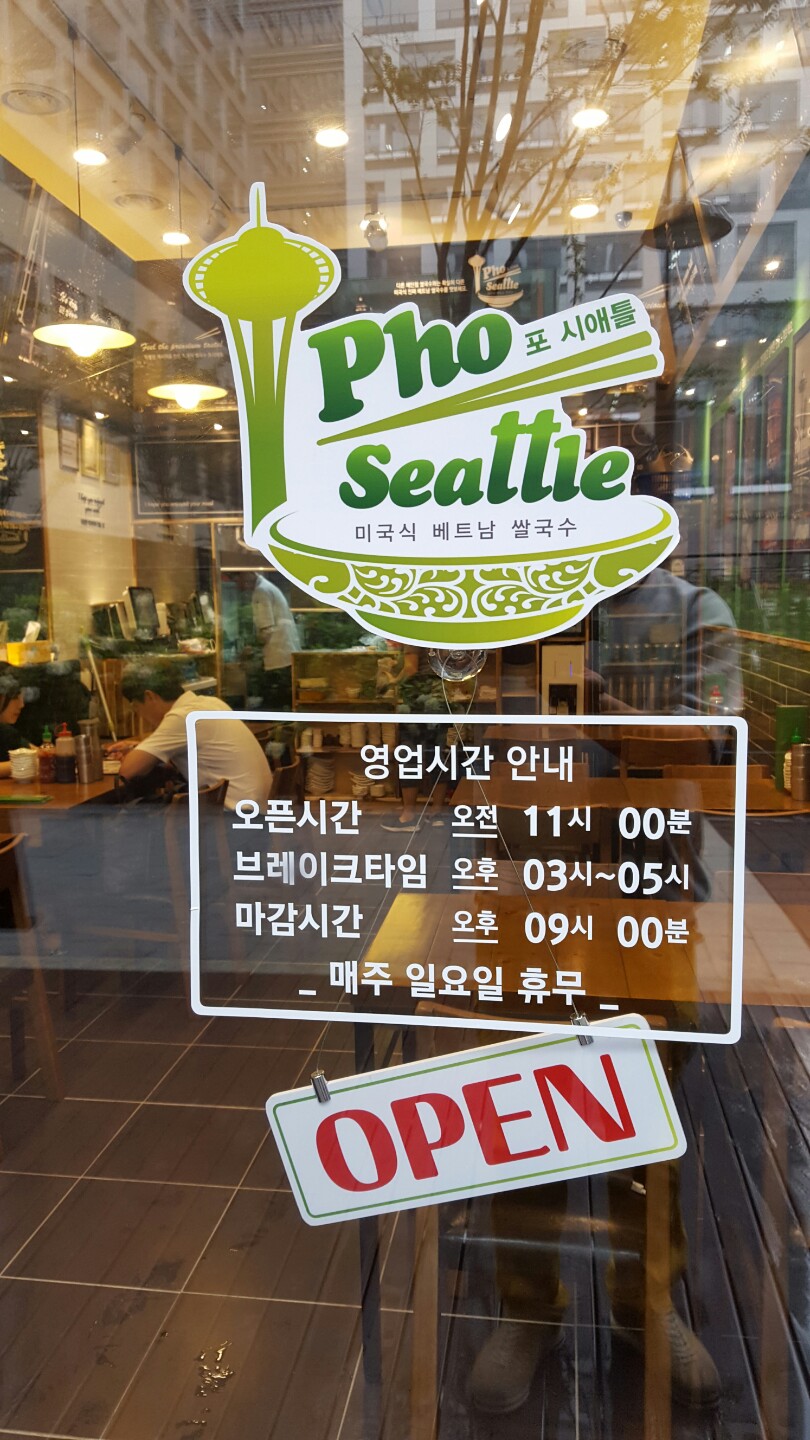 Pho
포 시애틀
Seattle
미국식 베트남 쌀국수
Pho
Seattle
영업시간 안내
오픈시간 오전 11시 00분
브레이크타임 오후 03시~05시
마감시간 오후 09시 00분
_ 매주 일요일 휴무 _
OPEN